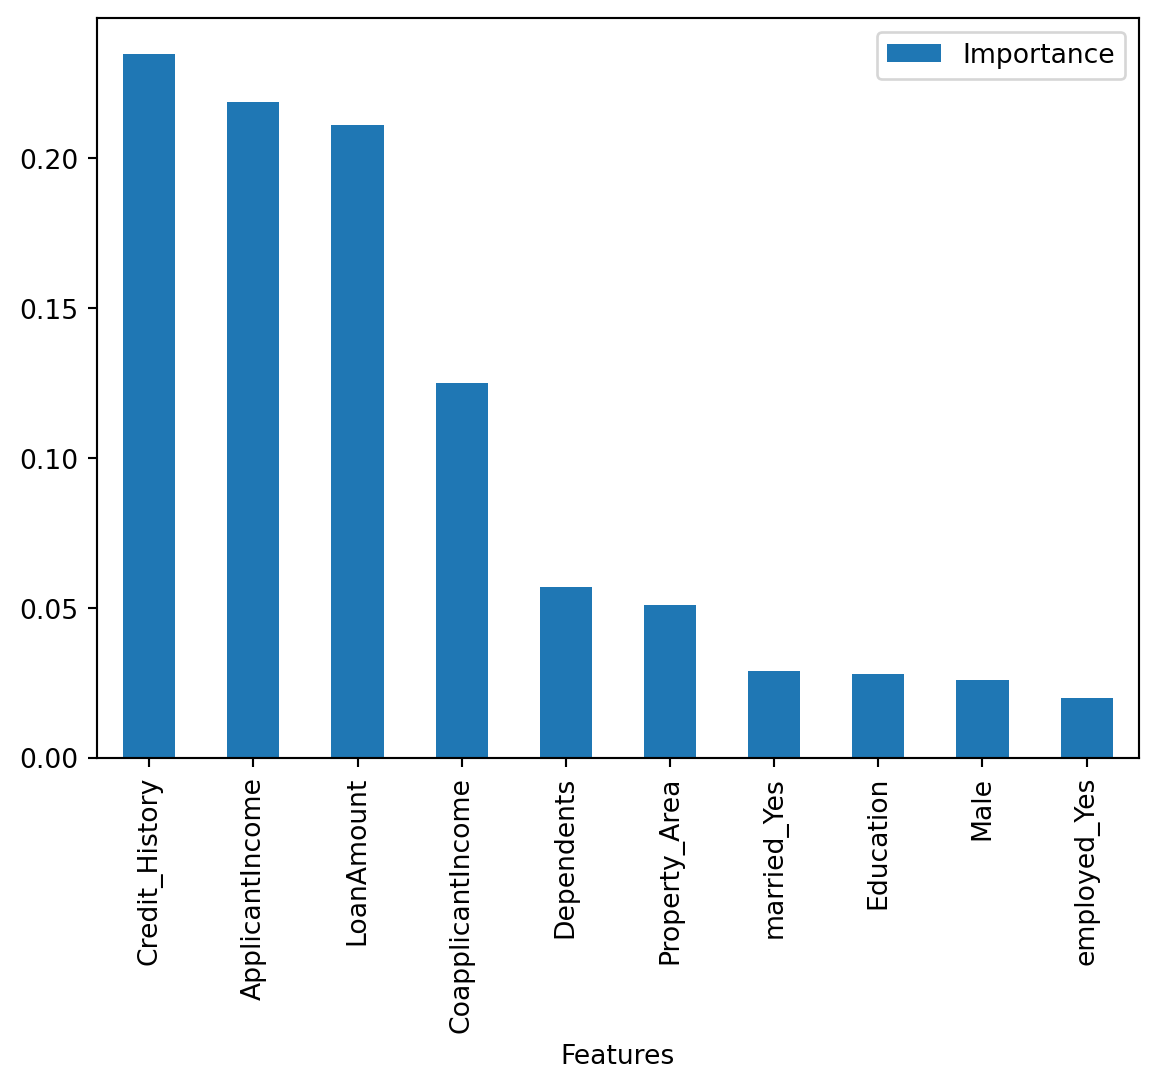 Importance
0.20
0.15
0.10
0.05
0.00
Credit_History
ApplicantIncome
LoanAmount
CoapplicantIncome
Dependents
Property_Area
married_Yes
Education
Male
employed_Yes
Features